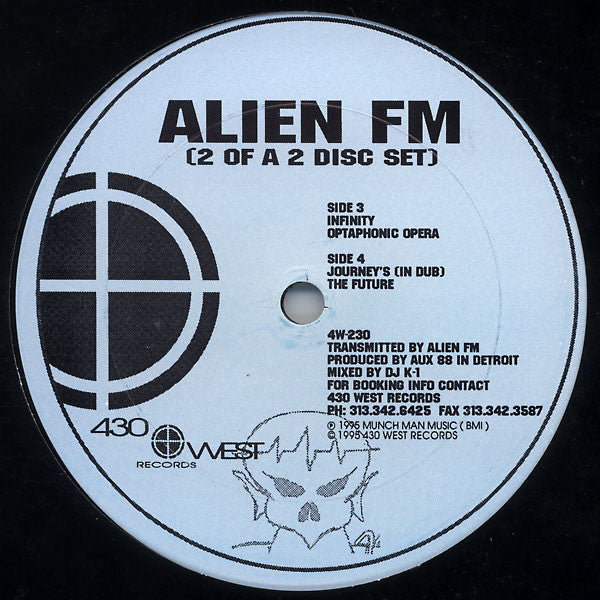 ALIEN FM
(2 OF A 2 DISC SET)
SIDE 3
INFINITY
OPTAPHONIC OPERA
SIDE 4
JOURNEY'S (IN DUB)
THE FUTURE
4W-230
TRANSMITTED BY ALIEN FM
PRODUCED BY AUX 88 IN DETROIT
MIXED BY DJ K-1
FOR BOOKING INFO CONTACT
430 WEST RECORDS
PH: 313.342.6425 FAX 313.342.3587
℗ 1995 MUNCH MAN MUSIC ( BMI )
© 1995 430 WEST RECORDS
430 WEST
RECORDS